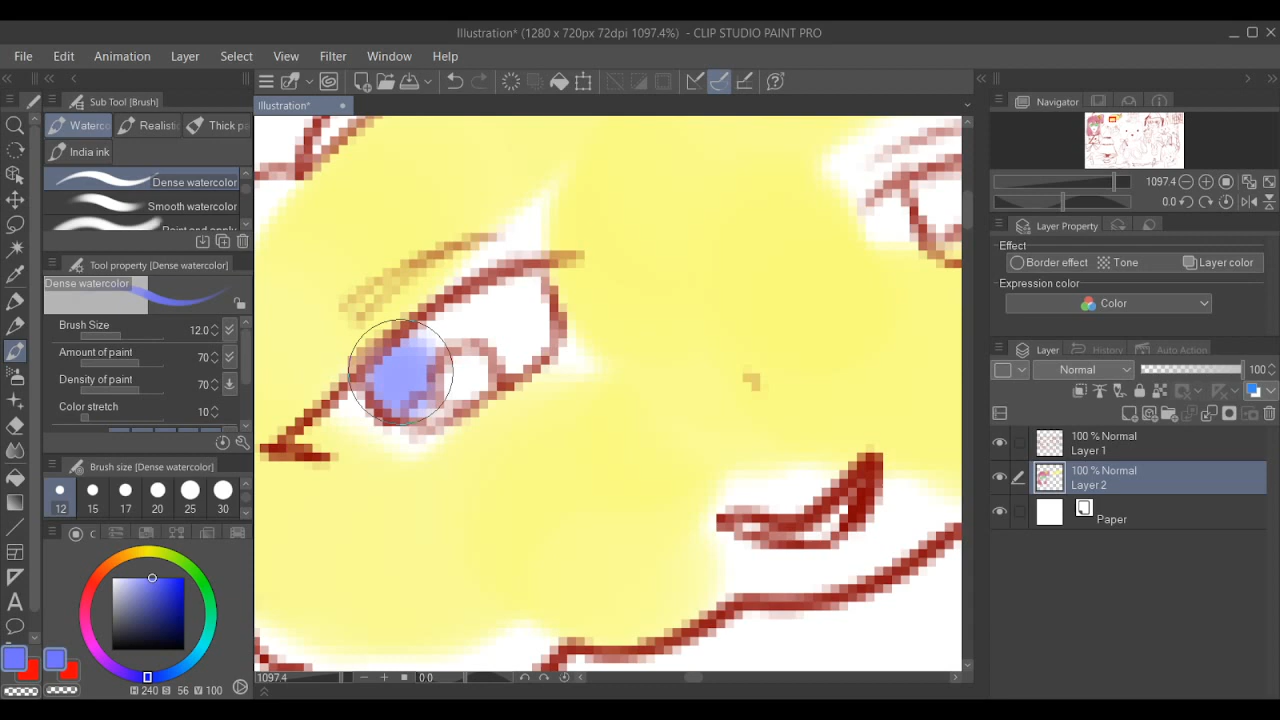 Illustration* (1280 x 720px 72dpi 1097.4%) - CLIP STUDIO PAINT PRO
File Edit Animation Layer Select View Filter Window Help
Sub Tool [Brush]
Illustration*
Navigator
Waterco Realistic Thick pa
India ink
Dense watercolor
Smooth watercolor
Paint and apply
1097.4
0.0
Layer Property
Effect
Border effect Tone Layer color
Expression color
Color
Tool property [Dense watercolor]
Dense watercolor
Brush Size 12.0
Amount of paint 70
Density of paint 70
Color stretch 10
Layer History Auto Action
Normal 100
100 % Normal
Layer 1
100 % Normal
Layer 2
Paper
Brush size [Dense watercolor]
12 15 17 20 25 30
C
H 240 S 56 V 100
1097.4 0.0